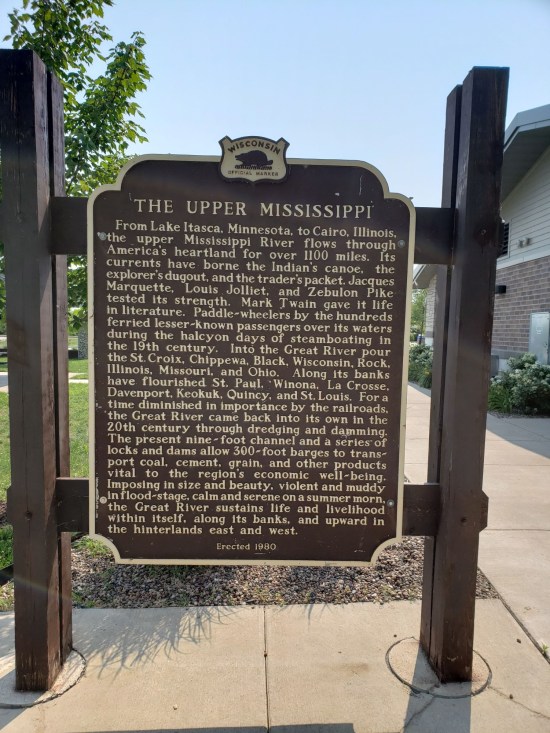 WISCONSIN
OFFICIAL MARKER
THE UPPER MISSISSIPPI
From Lake Itasca, Minnesota, to Cairo, Illinois,
the upper Mississippi River flows through
America's heartland for over 1100 miles. Its
currents have borne the Indian's canoe, the
explorer's dugout, and the trader's packet. Jacques
Marquette, Louis Jolliet, and Zebulon Pike
tested its strength. Mark Twain gave it life
in literature. Paddle-wheelers by the hundreds
ferried lesser-known passengers over its waters
during the halcyon days of steamboating in
the 19th century. Into the Great River pour
the St. Croix, Chippewa, Black, Wisconsin, Rock,
Illinois, Missouri, and Ohio. Along its banks
have flourished St. Paul, Winona, La Crosse,
Davenport, Keokuk, Quincy, and St. Louis. For a
time diminished in importance by the railroads,
the Great River came back into its own in the
20th century through dredging and damming.
The present nine-foot channel and a series of
locks and dams allow 300-foot barges to trans-
port coal, cement, grain, and other products
vital to the region's economic well-being.
Imposing in size and beauty, violent and muddy
in flood-stage, calm and serene on a summer morn,
the Great River sustains life and livelihood
within itself, along its banks, and upward in
the hinterlands east and west.
Erected 1980